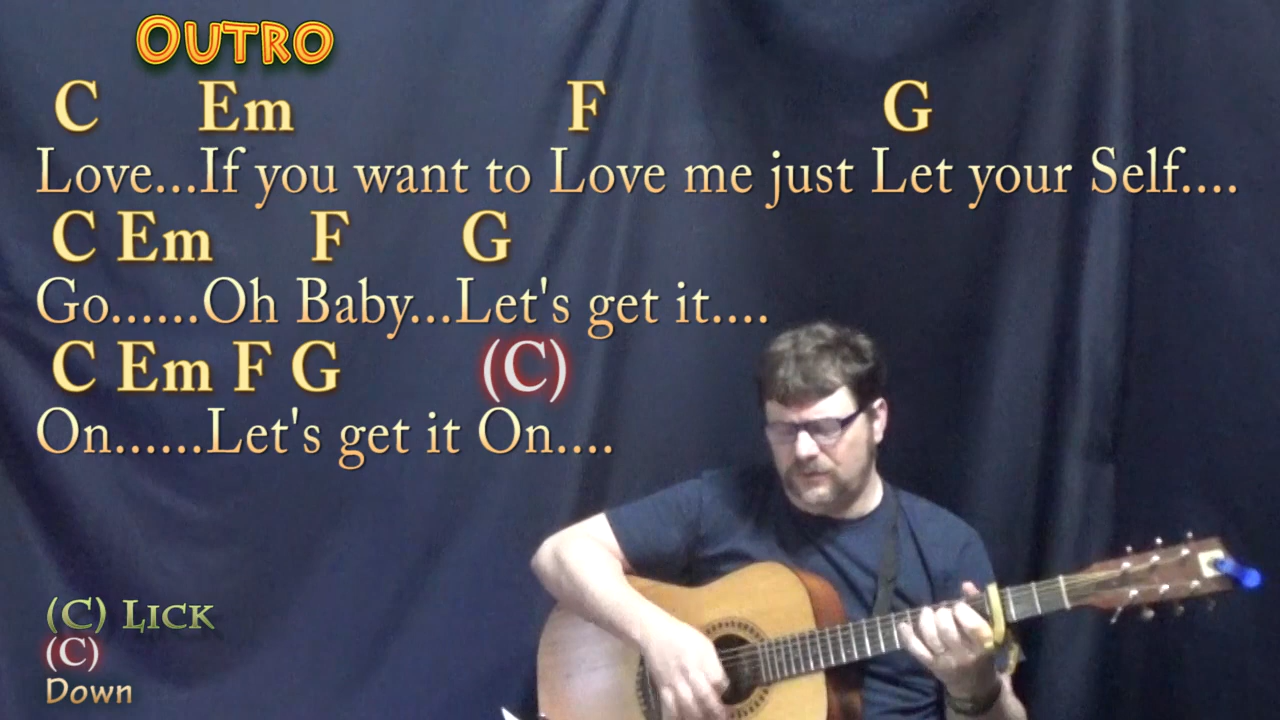 OUTRO
C Em F G
Love...If you want to Love me just Let your Self....
C Em F G
Go......Oh Baby...Let's get it....
C Em F G (C)
On......Let's get it On....
(C) LICK
(C)
Down